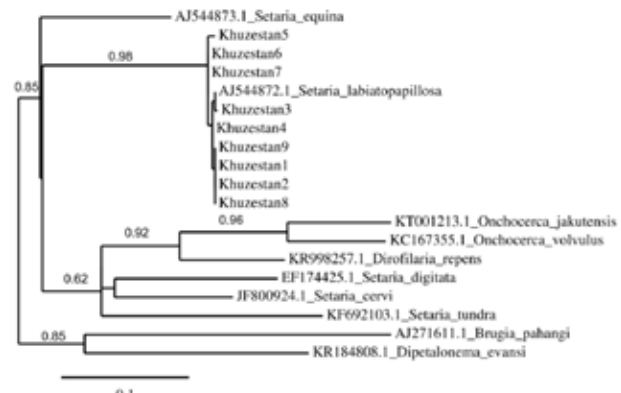 AJ544873.1_Setaria_equina
Khuzestan5
0.98
Khuzestan6
Khuzestan7
0.85
AJ544872.1_Setaria_labiatopapillosa
Khuzestan3
Khuzestan4
Khuzestan9
Khuzestan1
Khuzestan2
Khuzestan8
0.96
KT001213.1_Onchocerca_jakutensis
0.92
KC167355.1_Onchocerca_volvulus
KR998257.1_Dirofilaria_repens
0.62
EF174425.1_Setaria_digitata
JF800924.1_Setaria_cervi
KF692103.1_Setaria_tundra
0.85
AJ271611.1_Brugia_pahangi
KR184808.1_Dipetalonema_evansi